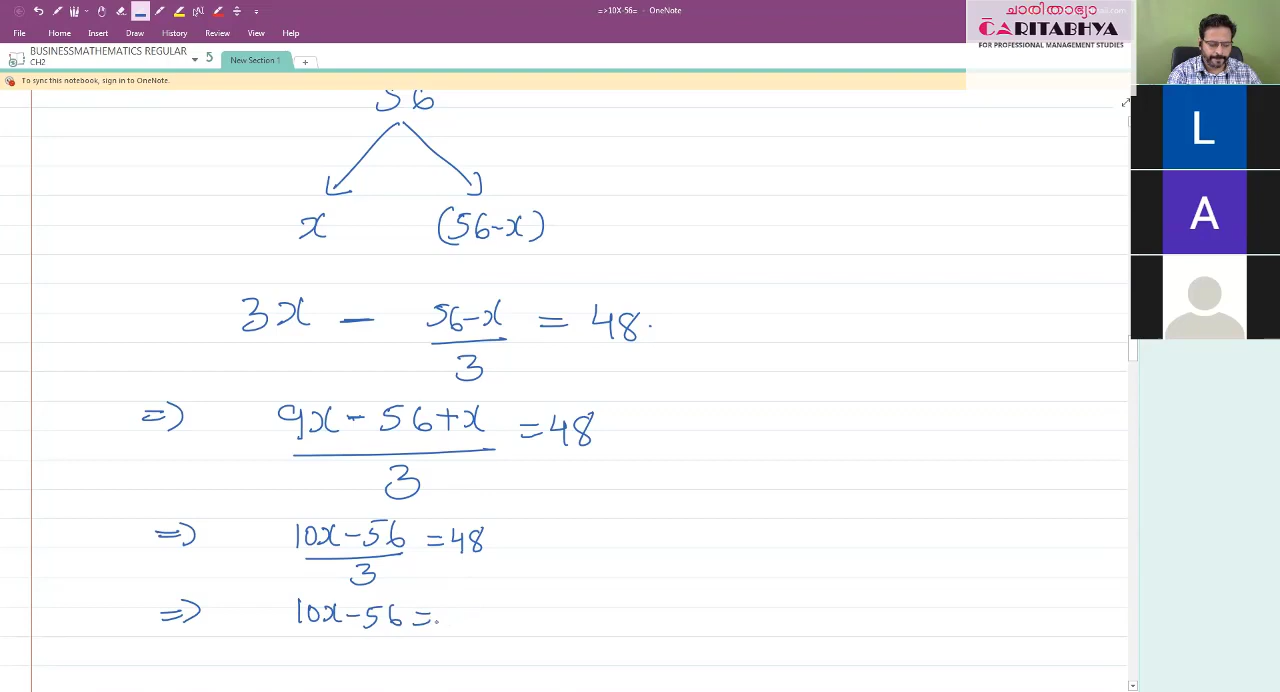 =>10X-56= - OneNote
ചാരിതാഭ്യാ
CARITABHYA
FOR PROFESSIONAL MANAGEMENT STUDIES
File Home Insert Draw History Review View Help
BUSINESSMATHEMATICS REGULAR
CH2
New Section 1
To sync this notebook, sign in to OneNote.
56
x (56-x)
3x - 56-x/3 = 48.
=> 9x - 56+x/3 = 48
=> 10x-56/3 = 48
=> 10x-56 =
L
A